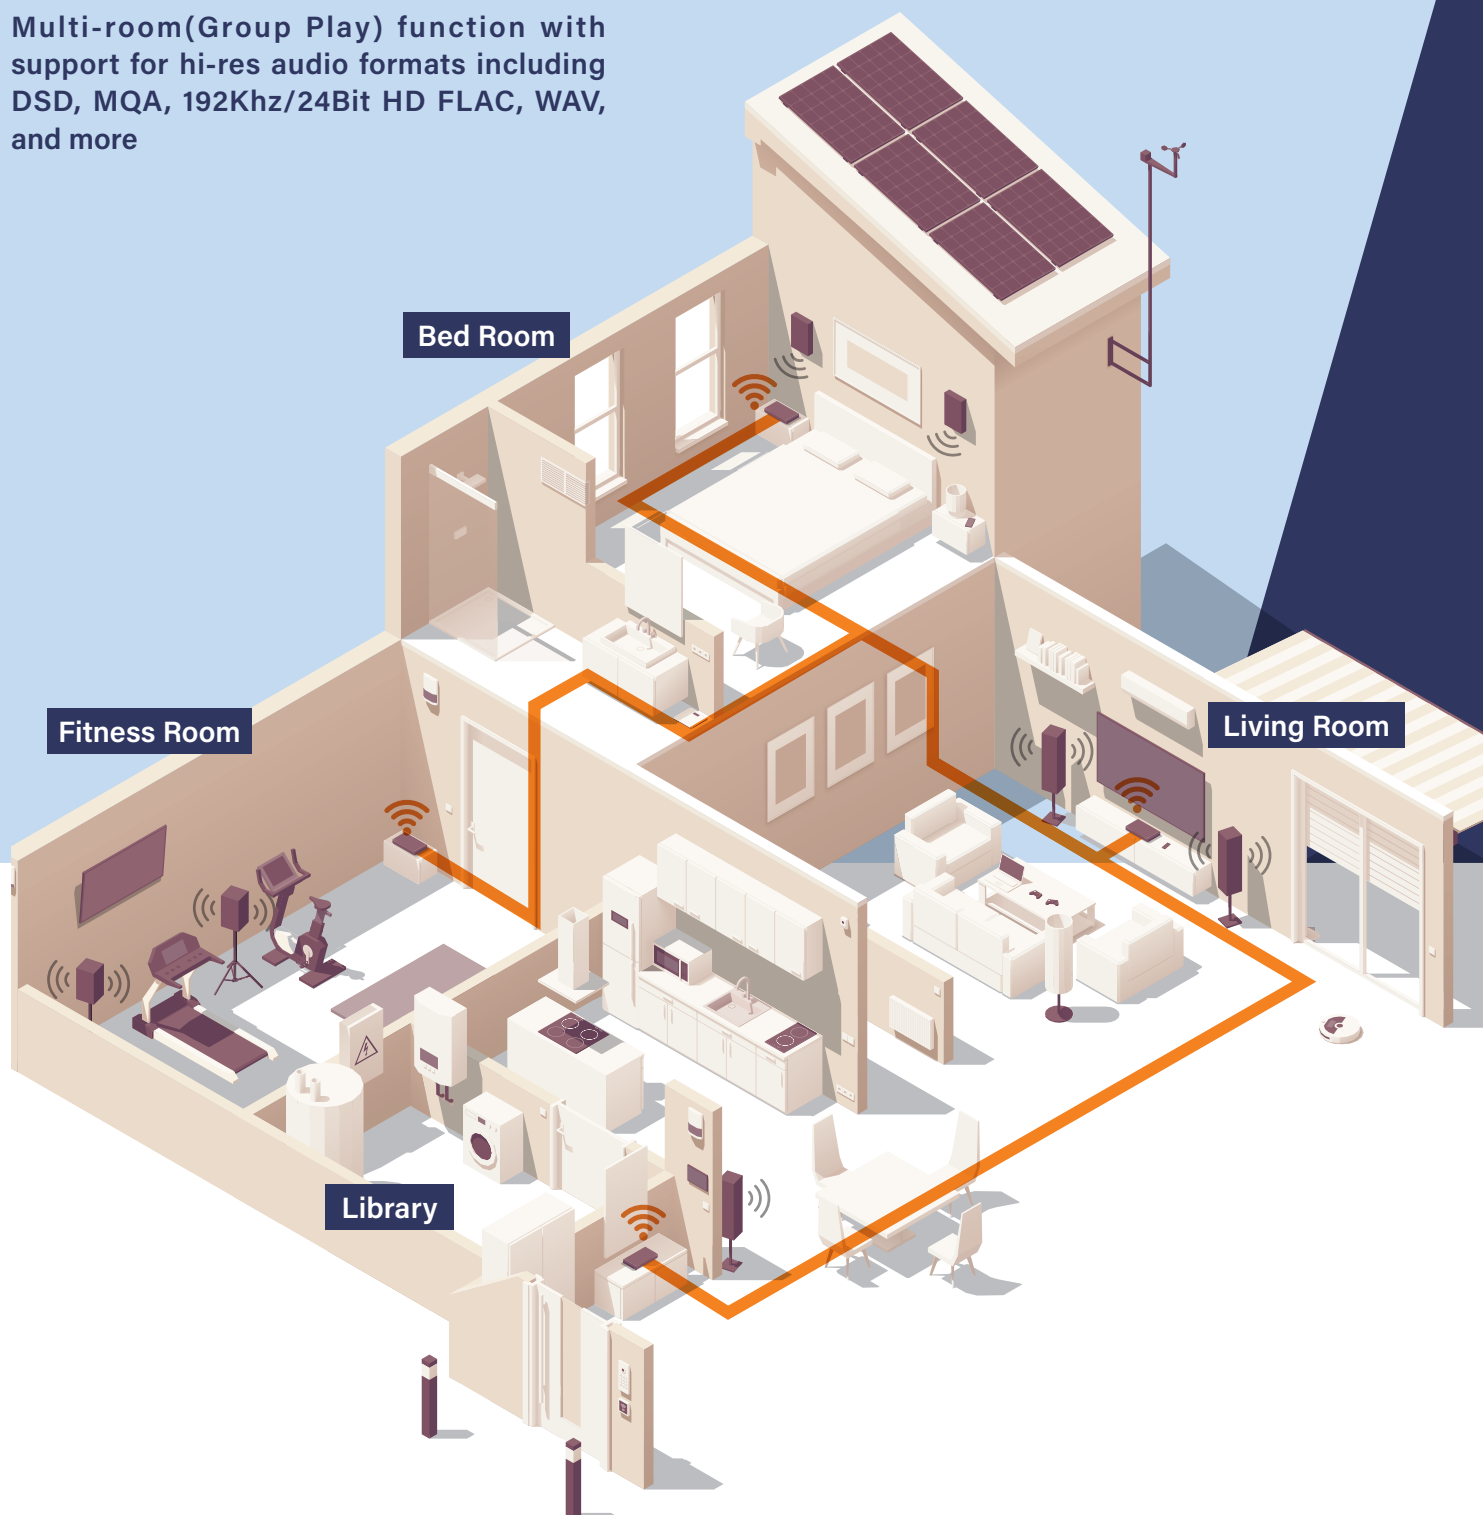 Multi-room(Group Play) function with
support for hi-res audio formats including
DSD, MQA, 192Khz/24Bit HD FLAC, WAV,
and more
Bed Room
Fitness Room
Living Room
Library